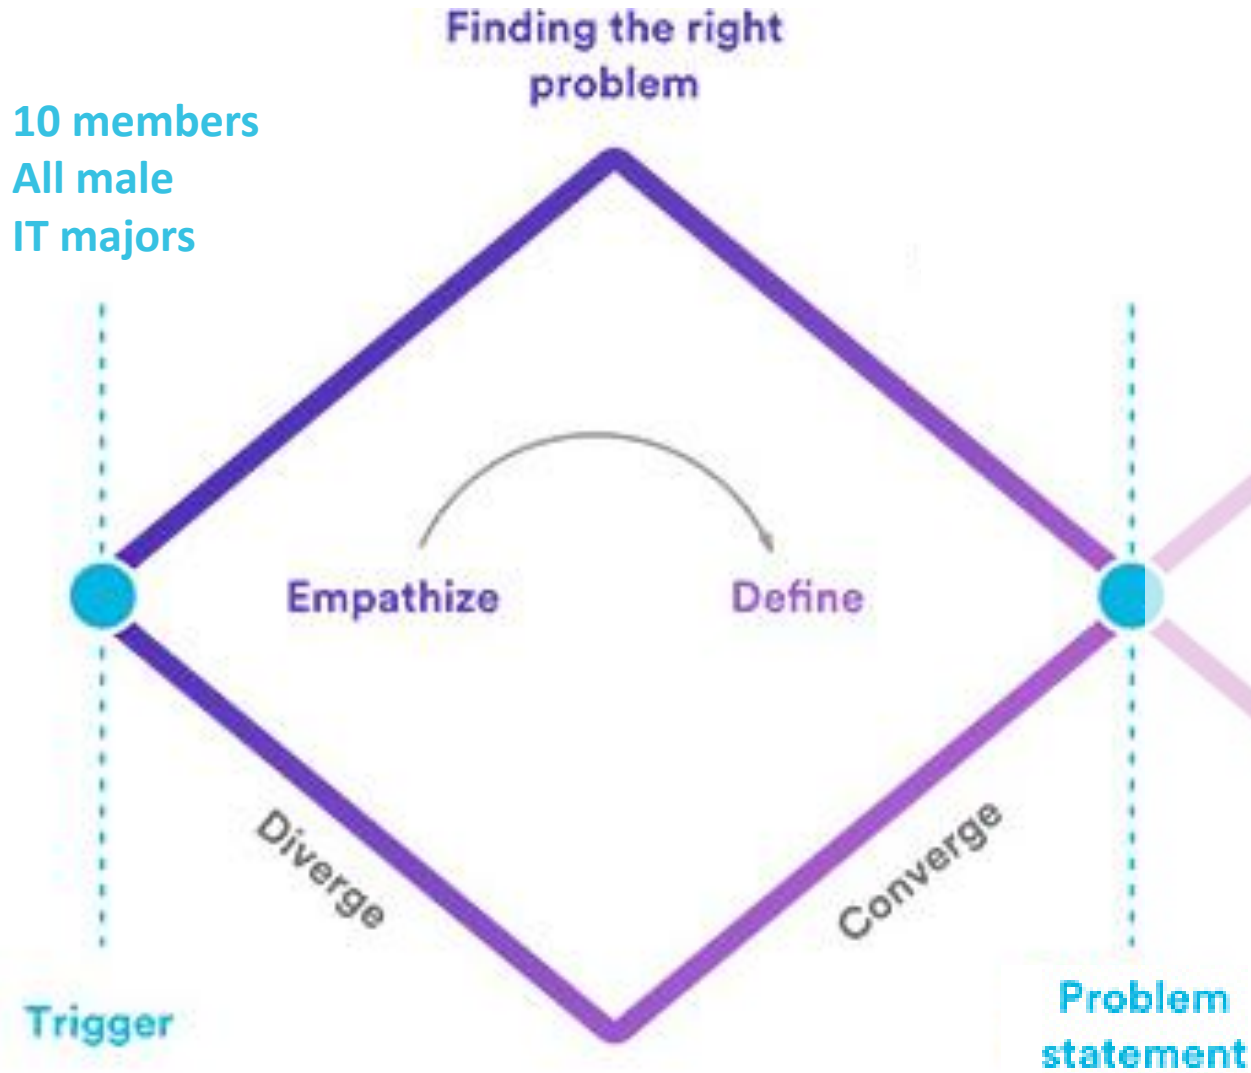 Finding the right
problem
10 members
All male
IT majors
Empathize
Define
Diverge
Converge
Trigger
Problem
statement